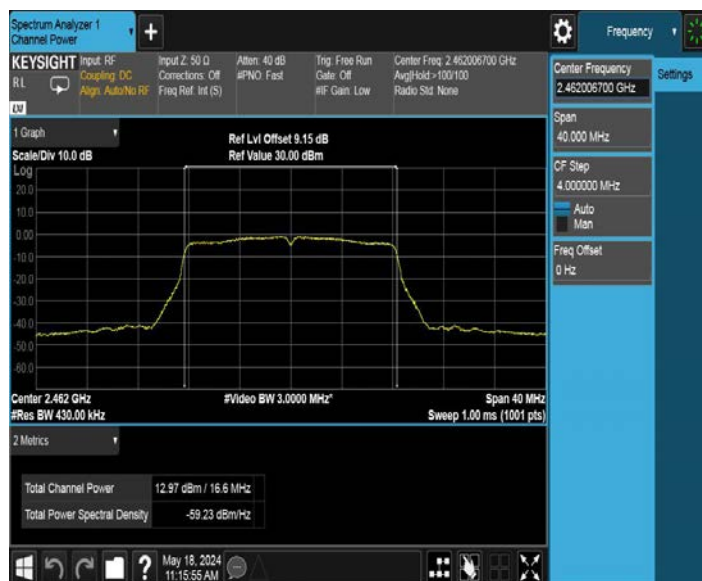 Spectrum Analyzer 1
Channel Power
+
Frequency
KEYSIGHT
RL
Input: RF
Coupling: DC
Align: Auto/No RF
Input Z: 50 Ω
Corrections: Off
Freq Ref: Int (S)
Atten: 40 dB
#PNO: Fast
Trig: Free Run
Gate: Off
#IF Gain: Low
Center Freq: 2.462006700 GHz
Avg|Hold:>100/100
Radio Std: None
Center Frequency
2.462006700 GHz
Settings
Span
40.000 MHz
CF Step
4.000000 MHz
Auto
Man
Freq Offset
0 Hz
1 Graph
Scale/Div 10.0 dB
Ref Lvl Offset 9.15 dB
Ref Value 30.00 dBm
Log
20.0
10.0
0.00
-10.0
-20.0
-30.0
-40.0
-50.0
-60.0
Center 2.462 GHz
#Video BW 3.0000 MHz*
Span 40 MHz
#Res BW 430.00 kHz
Sweep 1.00 ms (1001 pts)
2 Metrics
Total Channel Power 12.97 dBm / 16.6 MHz
Total Power Spectral Density -59.23 dBm/Hz
?
May 18, 2024
11:15:55 AM